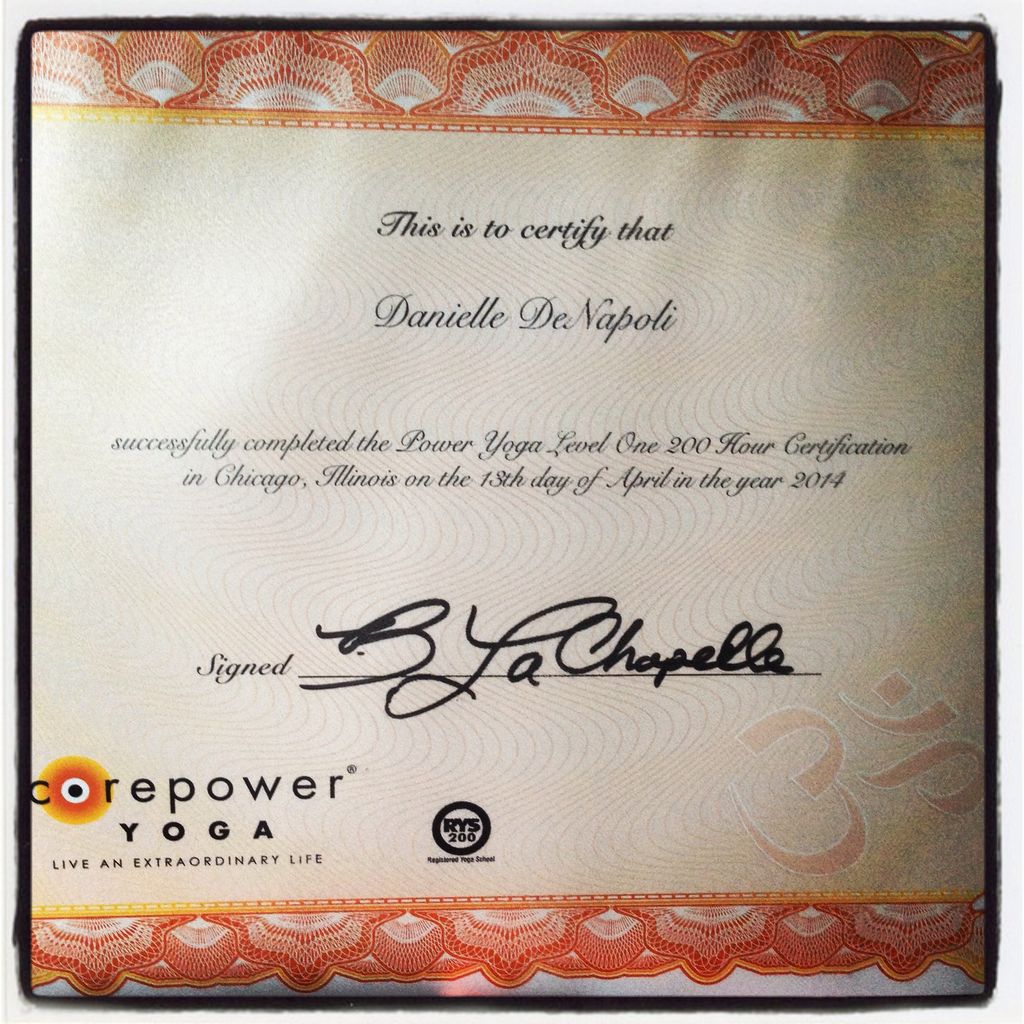 This is to certify that
Danielle DeNapoli
successfully completed the Power Yoga Level One 200 Hour Certification
in Chicago, Illinois on the 13th day of April in the year 2014
Signed B LaChapelle
corepower®
YOGA
LIVE AN EXTRAORDINARY LIFE
RYS
200
Registered Yoga School
ॐ